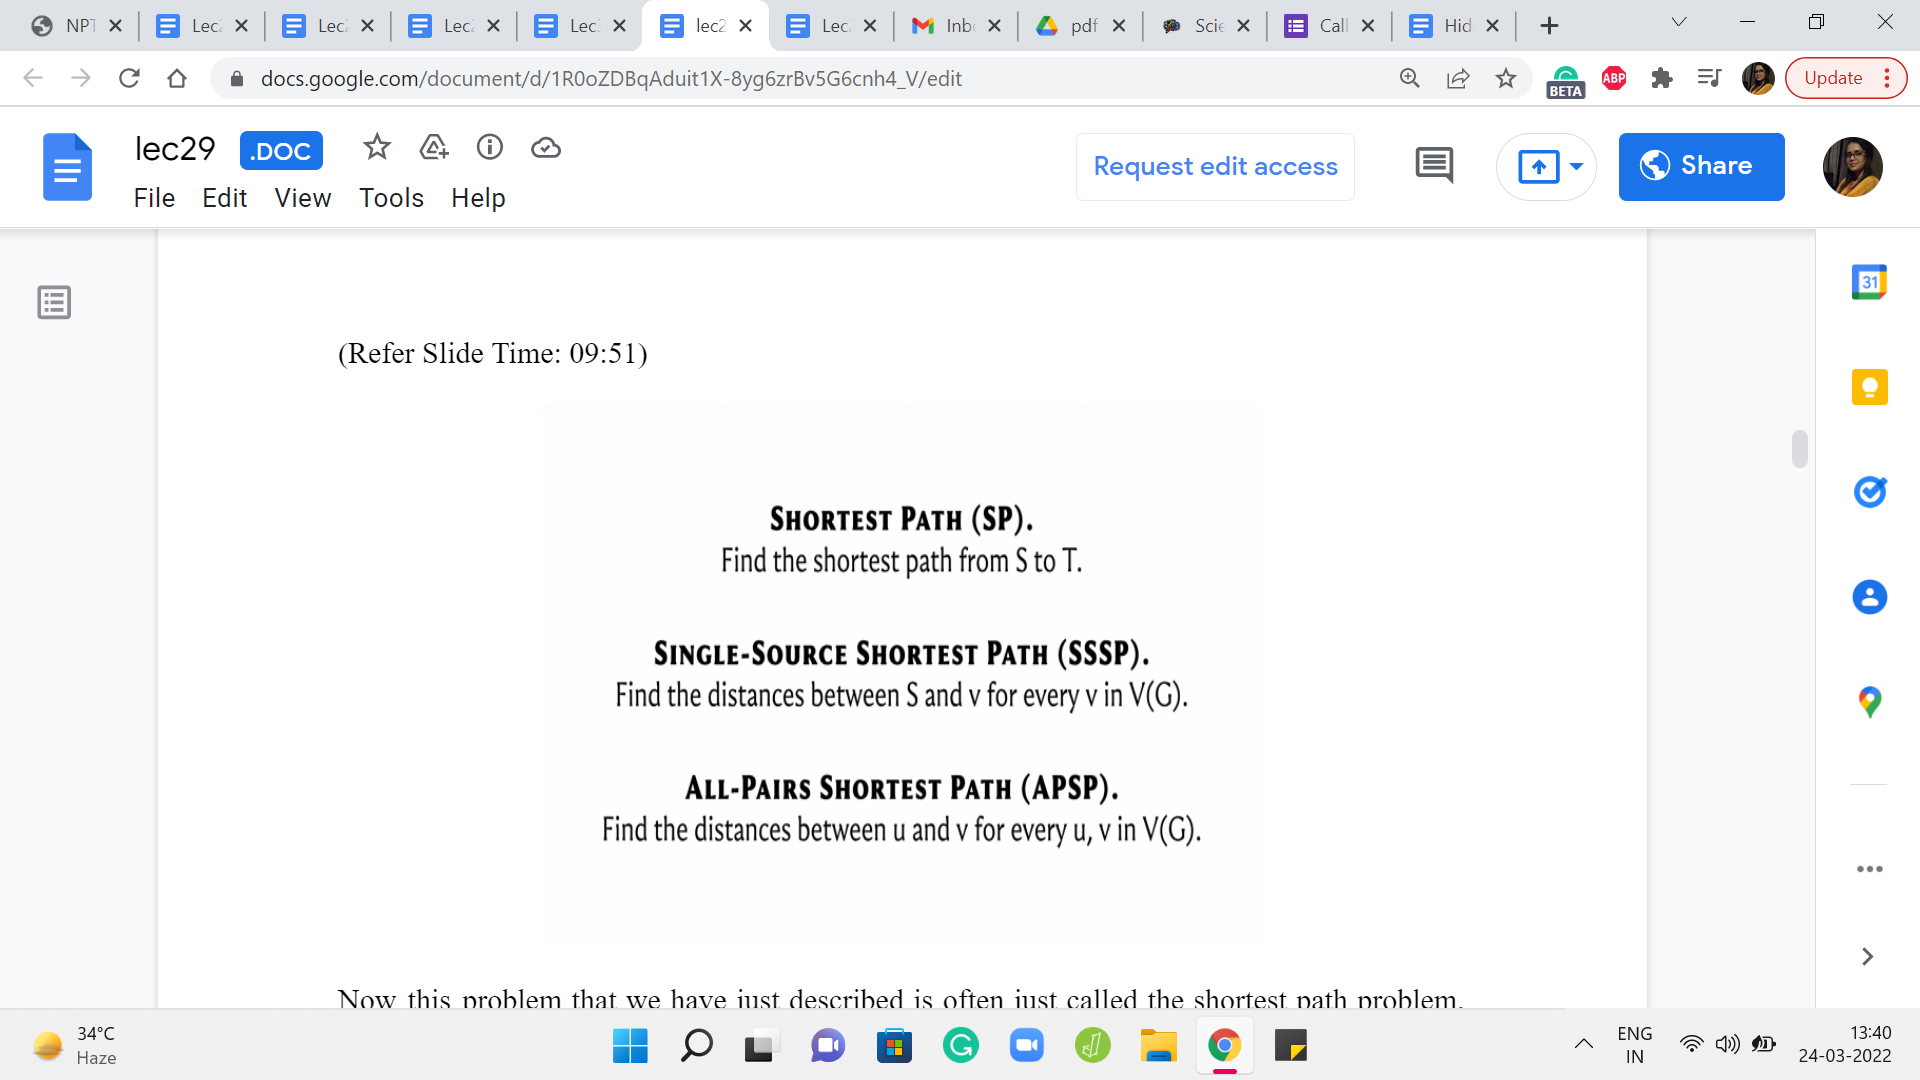 NPT
Lec2
Lec2
Lec2
Lec
lec2
Lec
Inbo
pdf
Scie
Call
Hid
docs.google.com/document/d/1R0oZDBqAduit1X-8yg6zrBv5G6cnh4_V/edit
BETA
ABP
Update
lec29 .DOC
Request edit access
Share
File Edit View Tools Help
31
(Refer Slide Time: 09:51)
SHORTEST PATH (SP).
Find the shortest path from S to T.
SINGLE-SOURCE SHORTEST PATH (SSSP).
Find the distances between S and v for every v in V(G).
ALL-PAIRS SHORTEST PATH (APSP).
Find the distances between u and v for every u, v in V(G).
Now this problem that we have just described is often just called the shortest path problem.
34°C
Haze
ENG
IN
13:40
24-03-2022